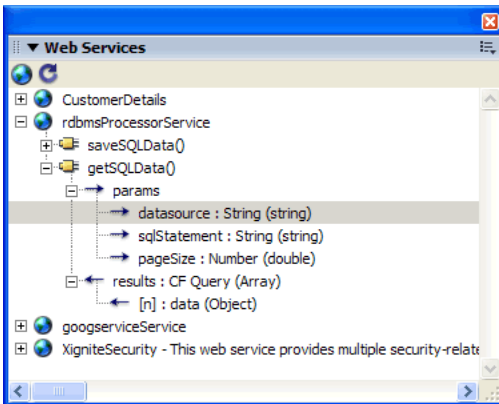 Web Services
CustomerDetails
rdbmsProcessorService
saveSQLData()
getSQLData()
params
datasource : String (string)
sqlStatement : String (string)
pageSize : Number (double)
results : CF Query (Array)
[n] : data (Object)
googserviceService
XigniteSecurity - This web service provides multiple security-relate